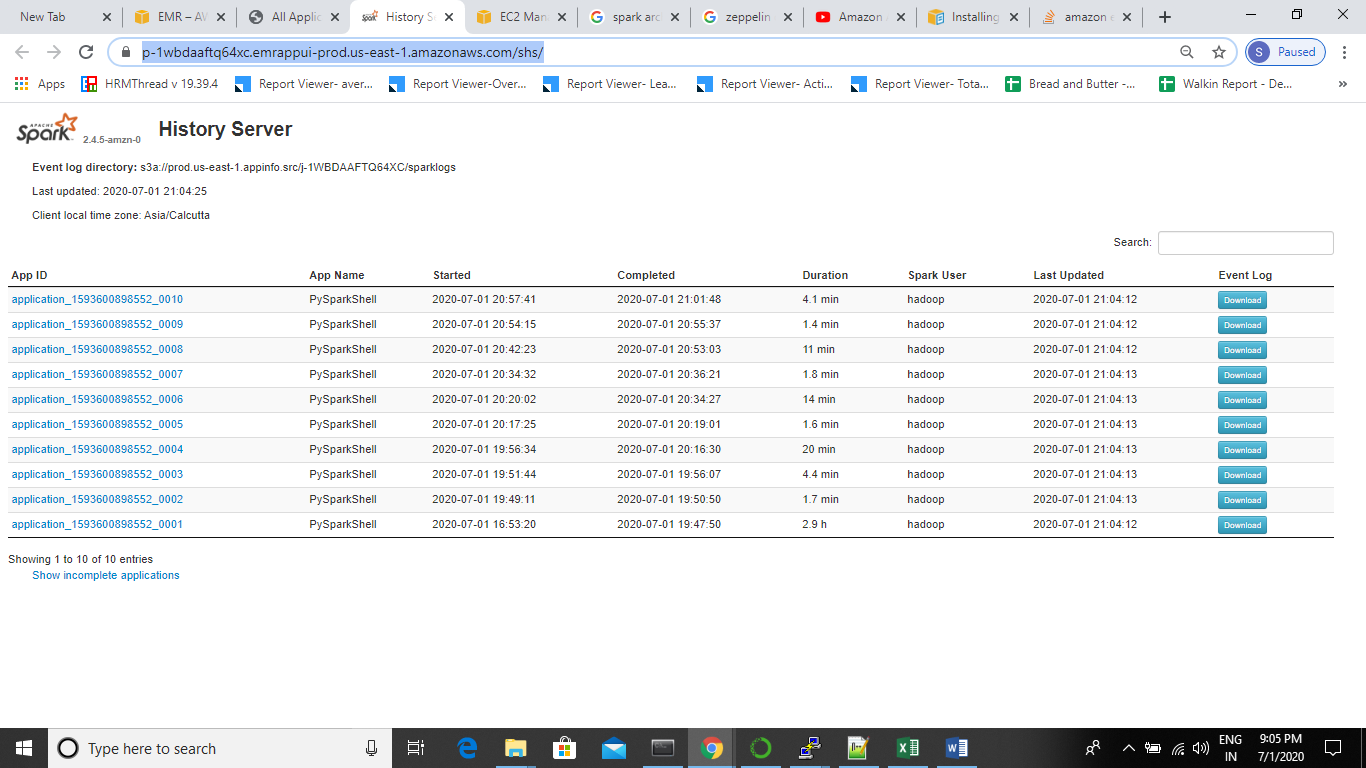 New Tab
EMR – AW
All Applic
History Se
EC2 Man
spark arc
zeppelin
Amazon
Installing
amazon e
p-1wbdaaftq64xc.emrappui-prod.us-east-1.amazonaws.com/shs/
S Paused
Apps
HRMThread v 19.39.4
Report Viewer- aver...
Report Viewer-Over...
Report Viewer- Lea...
Report Viewer- Acti...
Report Viewer- Tota...
Bread and Butter -...
Walkin Report - De...
»
APACHE Spark 2.4.5-amzn-0 History Server
Event log directory: s3a://prod.us-east-1.appinfo.src/j-1WBDAAFTQ64XC/sparklogs
Last updated: 2020-07-01 21:04:25
Client local time zone: Asia/Calcutta
Search:
App ID App Name Started Completed Duration Spark User Last Updated Event Log
application_1593600898552_0010 PySparkShell 2020-07-01 20:57:41 2020-07-01 21:01:48 4.1 min hadoop 2020-07-01 21:04:12 Download
application_1593600898552_0009 PySparkShell 2020-07-01 20:54:15 2020-07-01 20:55:37 1.4 min hadoop 2020-07-01 21:04:12 Download
application_1593600898552_0008 PySparkShell 2020-07-01 20:42:23 2020-07-01 20:53:03 11 min hadoop 2020-07-01 21:04:12 Download
application_1593600898552_0007 PySparkShell 2020-07-01 20:34:32 2020-07-01 20:36:21 1.8 min hadoop 2020-07-01 21:04:13 Download
application_1593600898552_0006 PySparkShell 2020-07-01 20:20:02 2020-07-01 20:34:27 14 min hadoop 2020-07-01 21:04:13 Download
application_1593600898552_0005 PySparkShell 2020-07-01 20:17:25 2020-07-01 20:19:01 1.6 min hadoop 2020-07-01 21:04:13 Download
application_1593600898552_0004 PySparkShell 2020-07-01 19:56:34 2020-07-01 20:16:30 20 min hadoop 2020-07-01 21:04:13 Download
application_1593600898552_0003 PySparkShell 2020-07-01 19:51:44 2020-07-01 19:56:07 4.4 min hadoop 2020-07-01 21:04:13 Download
application_1593600898552_0002 PySparkShell 2020-07-01 19:49:11 2020-07-01 19:50:50 1.7 min hadoop 2020-07-01 21:04:13 Download
application_1593600898552_0001 PySparkShell 2020-07-01 16:53:20 2020-07-01 19:47:50 2.9 h hadoop 2020-07-01 21:04:12 Download
Showing 1 to 10 of 10 entries
Show incomplete applications
Type here to search
ENG
IN
9:05 PM
7/1/2020